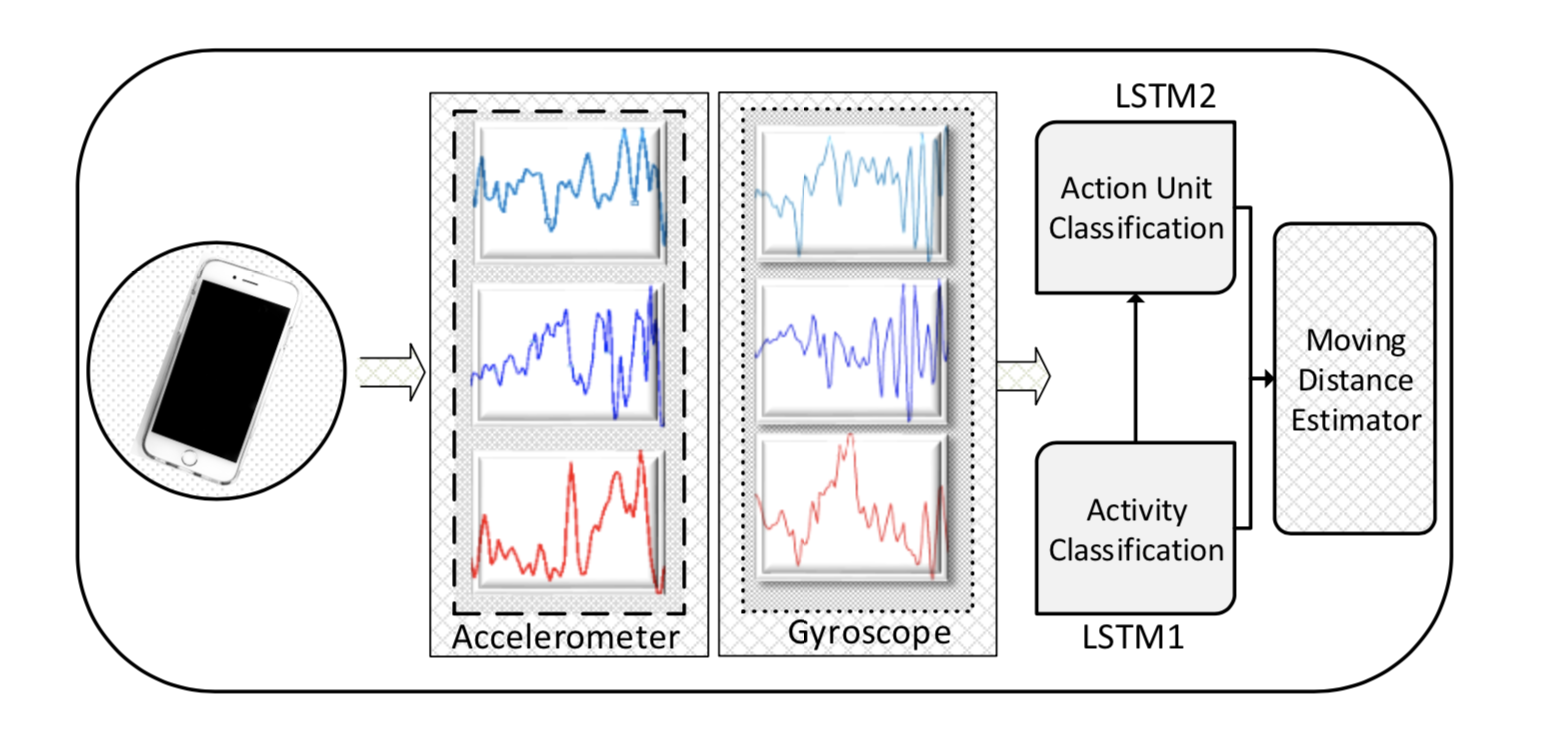 Accelerometer
Gyroscope
LSTM2
Action Unit
Classification
Activity
Classification
LSTM1
Moving
Distance
Estimator